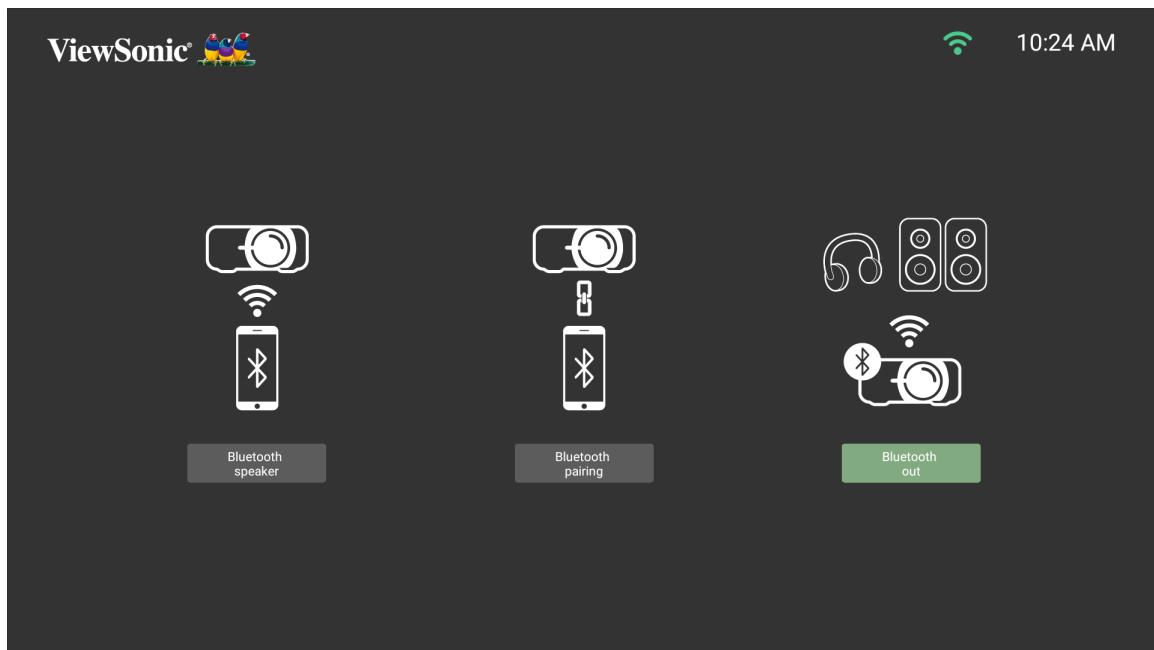 ViewSonic®
10:24 AM
Bluetooth
speaker
Bluetooth
pairing
Bluetooth
out